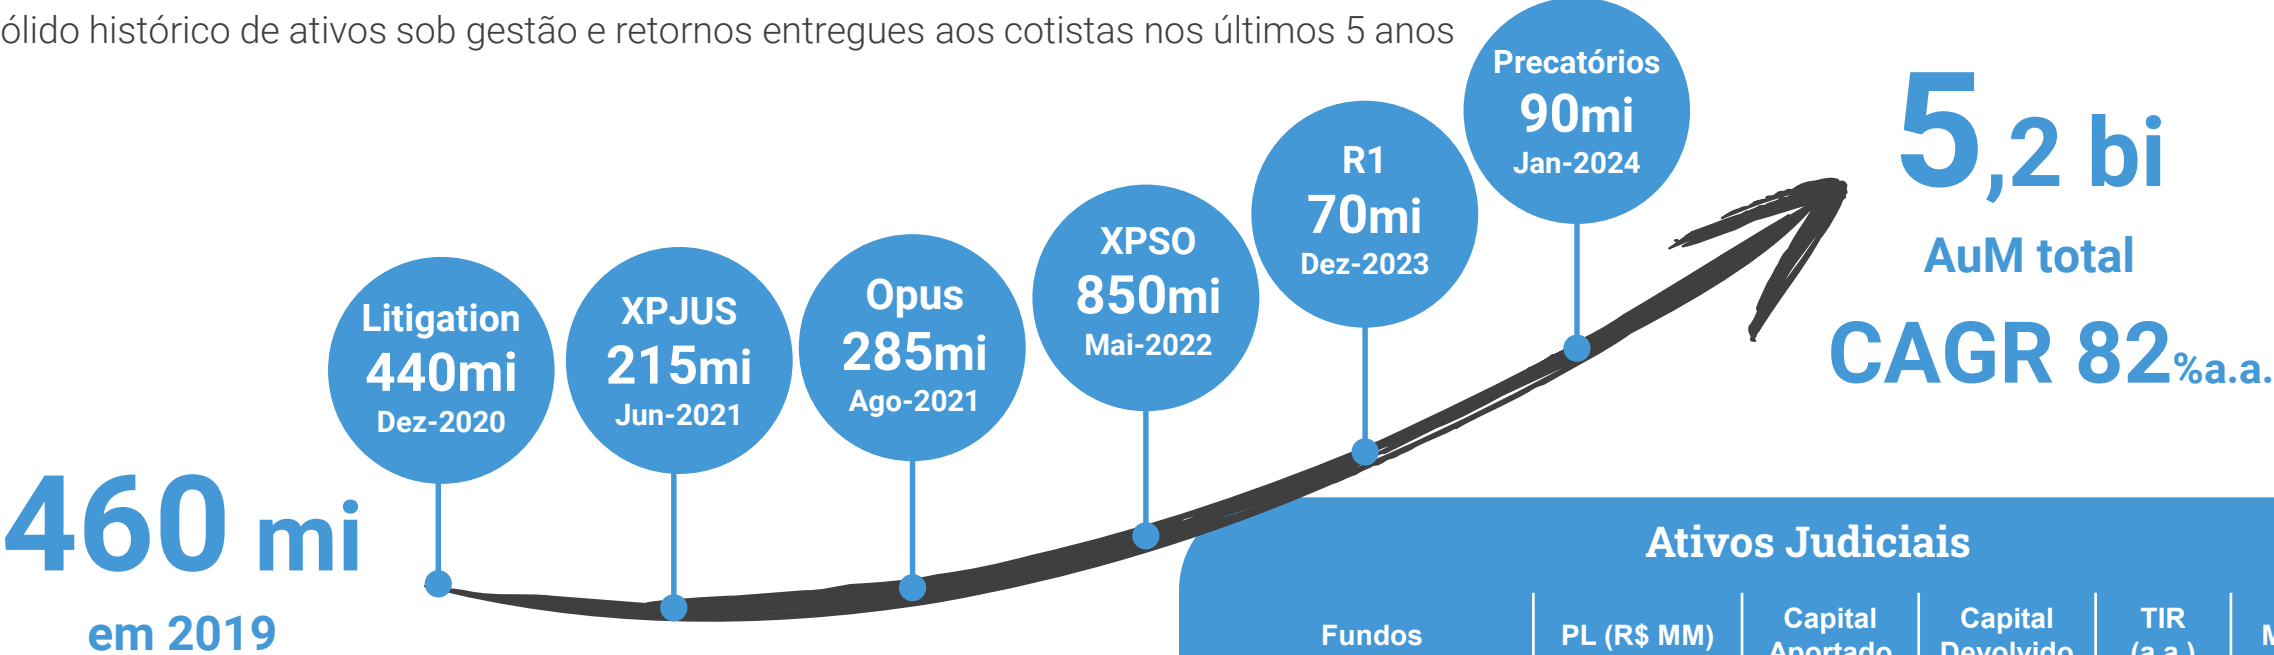 ólido histórico de ativos sob gestão e retornos entregues aos cotistas nos últimos 5 anos
460 mi
em 2019
Litigation
440mi
Dez-2020
XPJUS
215mi
Jun-2021
Opus
285mi
Ago-2021
XPSO
850mi
Mai-2022
R1
70mi
Dez-2023
Precatórios
90mi
Jan-2024
5,2 bi
AuM total
CAGR 82%a.a.
Ativos Judiciais
Fundos
PL (R$ MM)
Capital
Aportado
Capital
Devolvido
TIR
(a.a.)